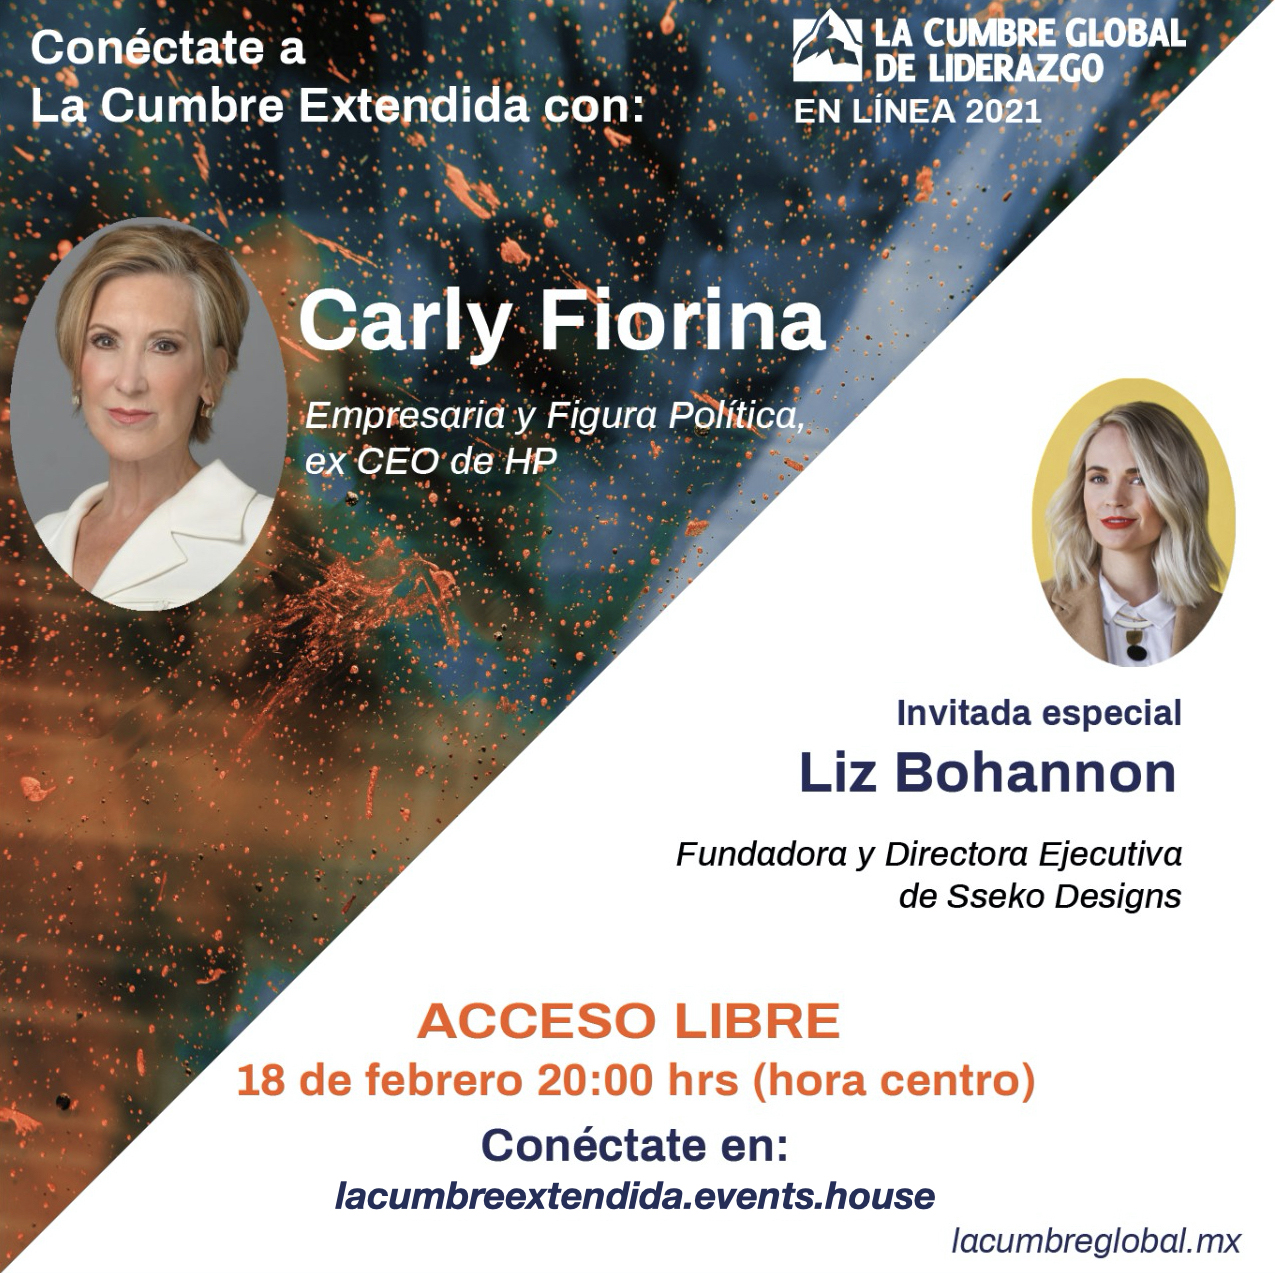 Conéctate a
La Cumbre Extendida con:
LA CUMBRE GLOBAL
DE LIDERAZGO
EN LÍNEA 2021
Carly Fiorina
Empresaria y Figura Política,
ex CEO de HP
Invitada especial
Liz Bohannon
Fundadora y Directora Ejecutiva
de Sseko Designs
ACCESO LIBRE
18 de febrero 20:00 hrs (hora centro)
Conéctate en:
lacumbreextendida.events.house
lacumbreglobal.mx